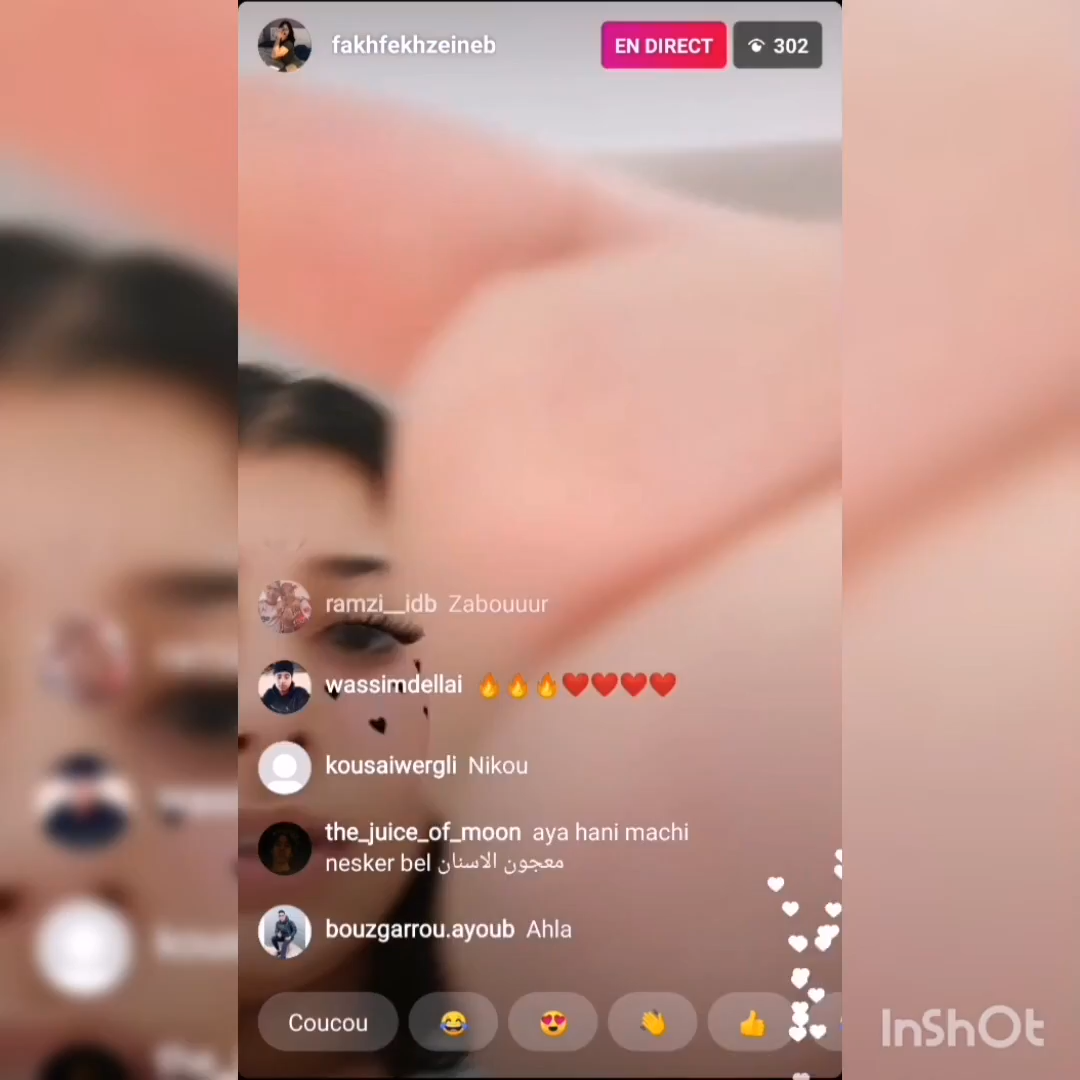 fakhfekhzeineb
EN DIRECT
302
ramzi__idb Zabouuur
wassimdellai 🔥🔥🔥❤️❤️❤️❤️
kousaiwergli Nikou
the_juice_of_moon aya hani machi
nesker bel معجون الاسنان
bouzgarrou.ayoub Ahla
Coucou 😂 😍 👋 👍
InShOt